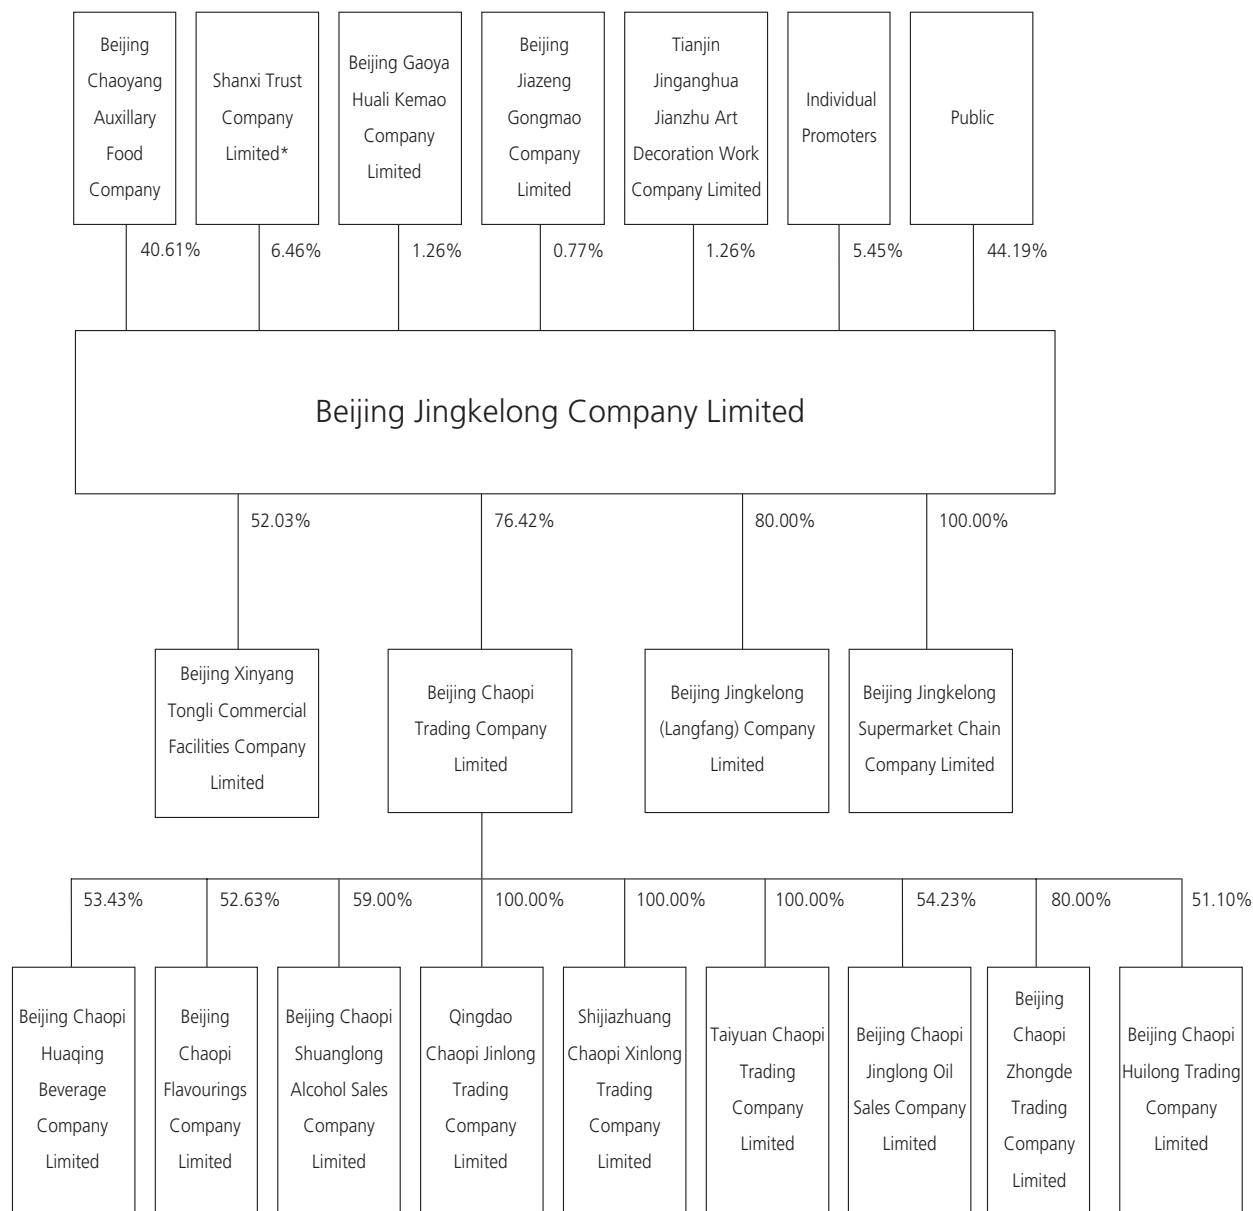 Beijing
Chaoyang
Auxillary
Food
Company
Shanxi Trust
Company
Limited*
Beijing Gaoya
Huali Kemao
Company
Limited
Beijing
Jiazeng
Gongmao
Company
Limited
Tianjin
Jinganghua
Jianzhu Art
Decoration Work
Company Limited
Individual
Promoters
Public
40.61%
6.46%
1.26%
0.77%
1.26%
5.45%
44.19%
Beijing Jingkelong Company Limited
52.03%
76.42%
80.00%
100.00%
Beijing Xinyang
Tongli Commercial
Facilities Company
Limited
Beijing Chaopi
Trading Company
Limited
Beijing Jingkelong
(Langfang) Company
Limited
Beijing Jingkelong
Supermarket Chain
Company Limited
53.43%
52.63%
59.00%
100.00%
100.00%
100.00%
54.23%
80.00%
51.10%
Beijing Chaopi
Huaqing
Beverage
Company
Limited
Beijing
Chaopi
Flavourings
Company
Limited
Beijing Chaopi
Shuanglong
Alcohol Sales
Company
Limited
Qingdao
Chaopi Jinlong
Trading
Company
Limited
Shijiazhuang
Chaopi Xinlong
Trading
Company
Limited
Taiyuan Chaopi
Trading
Company
Limited
Beijing Chaopi
Jinglong Oil
Sales Company
Limited
Beijing
Chaopi
Zhongde
Trading
Company
Limited
Beijing Chaopi
Huilong Trading
Company
Limited